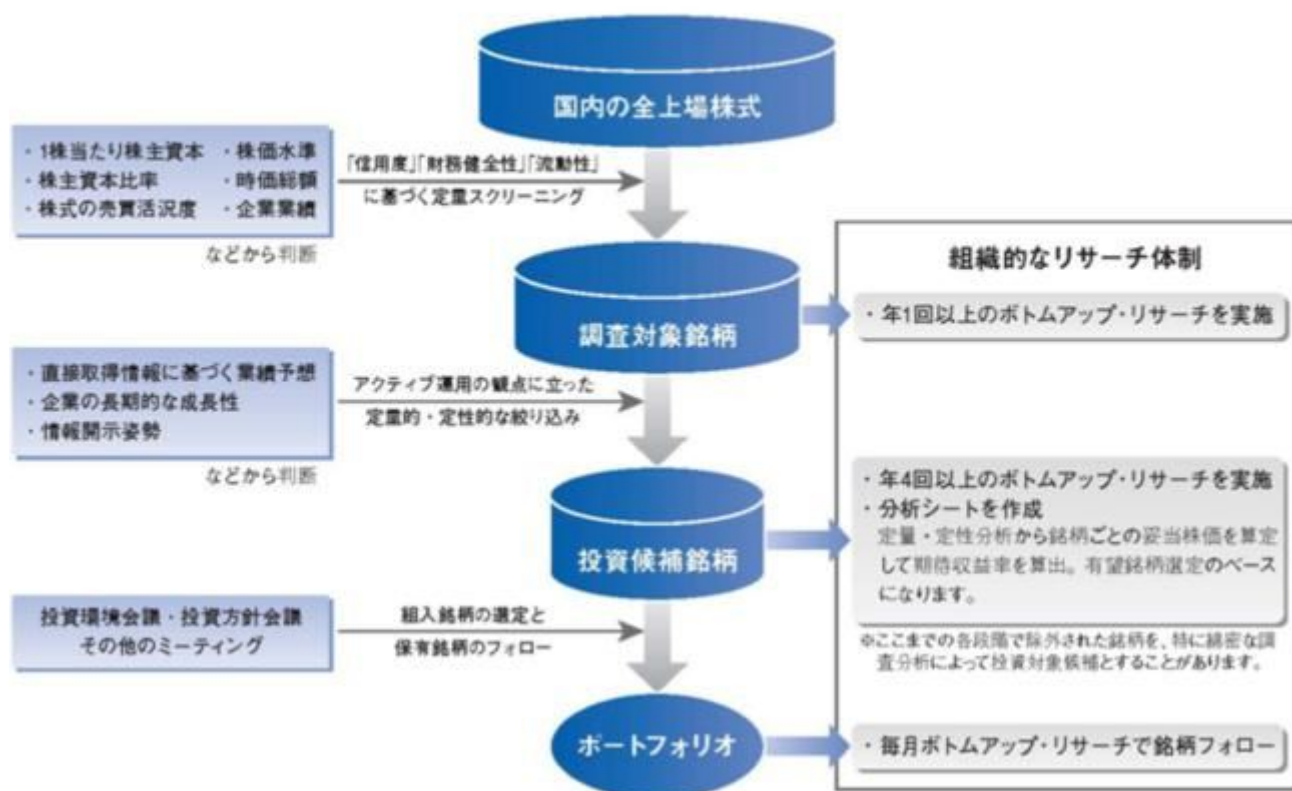 国内の全上場株式
・1株当たり株主資本 ・株価水準
・株主資本比率 ・時価総額
・株式の売買活況度 ・企業業績
などから判断
「信用度」「財務健全性」「流動性」
に基づく定量スクリーニング
調査対象銘柄
・直接取得情報に基づく業績予想
・企業の長期的な成長性
・情報開示姿勢
などから判断
アクティブ運用の観点に立った
定量的・定性的な絞り込み
投資候補銘柄
投資環境会議・投資方針会議
その他のミーティング
組入銘柄の選定と
保有銘柄のフォロー
ポートフォリオ
組織的なリサーチ体制
・年1回以上のボトムアップ・リサーチを実施
・年4回以上のボトムアップ・リサーチを実施
・分析シートを作成
定量・定性分析から銘柄ごとの妥当株価を算定
して期待収益率を算出。有望銘柄選定のベース
になります。
※ここまでの各段階で除外された銘柄を、特に綿密な調
査分析によって投資対象候補とすることがあります。
・毎月ボトムアップ・リサーチで銘柄フォロー